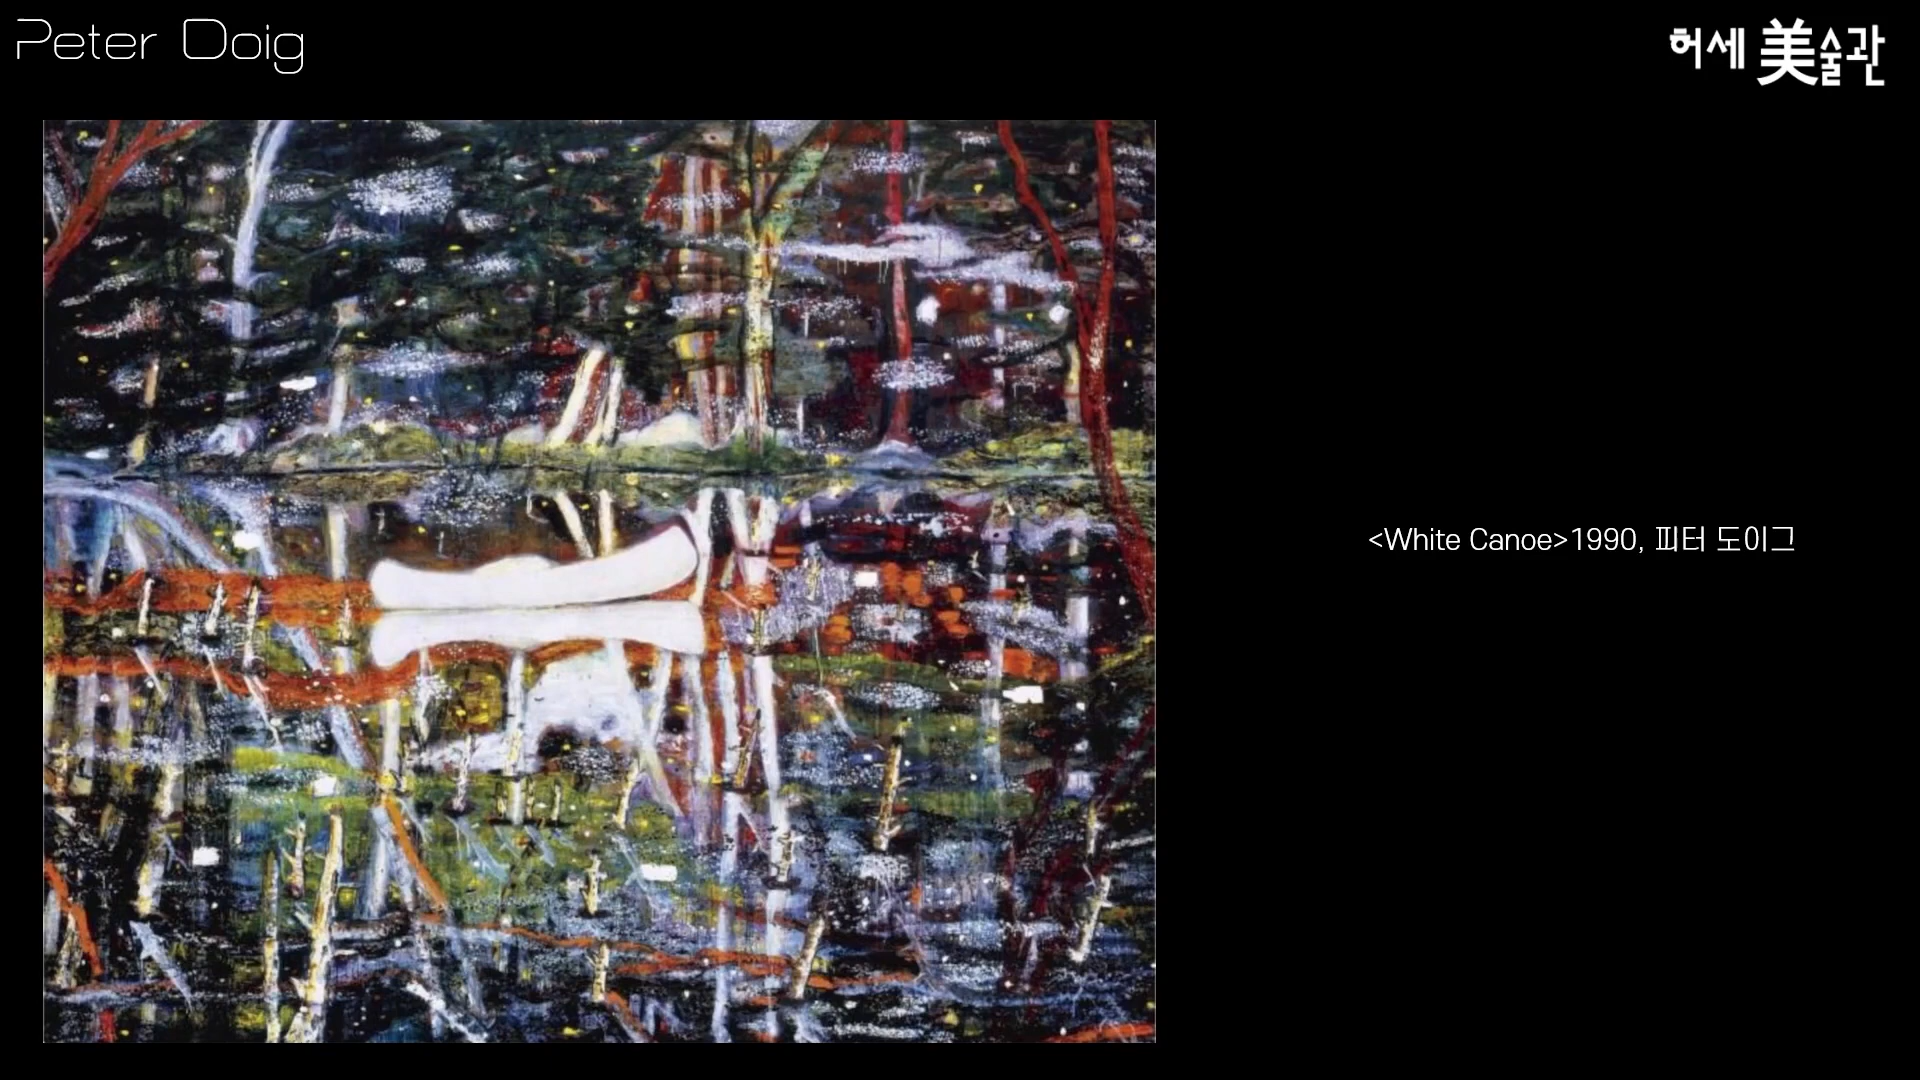 Peter Doig
허세 美술관
<White Canoe>1990, 피터 도이그